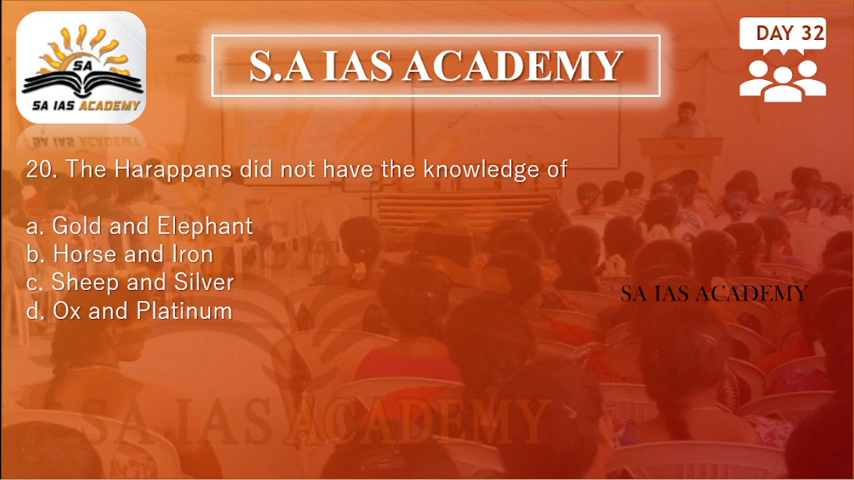 S.A IAS ACADEMY
DAY 32
SA
SA IAS ACADEMY
20. The Harappans did not have the knowledge of
a. Gold and Elephant
b. Horse and Iron
c. Sheep and Silver
d. Ox and Platinum
SA IAS ACADEMY
SA IAS ACADEMY